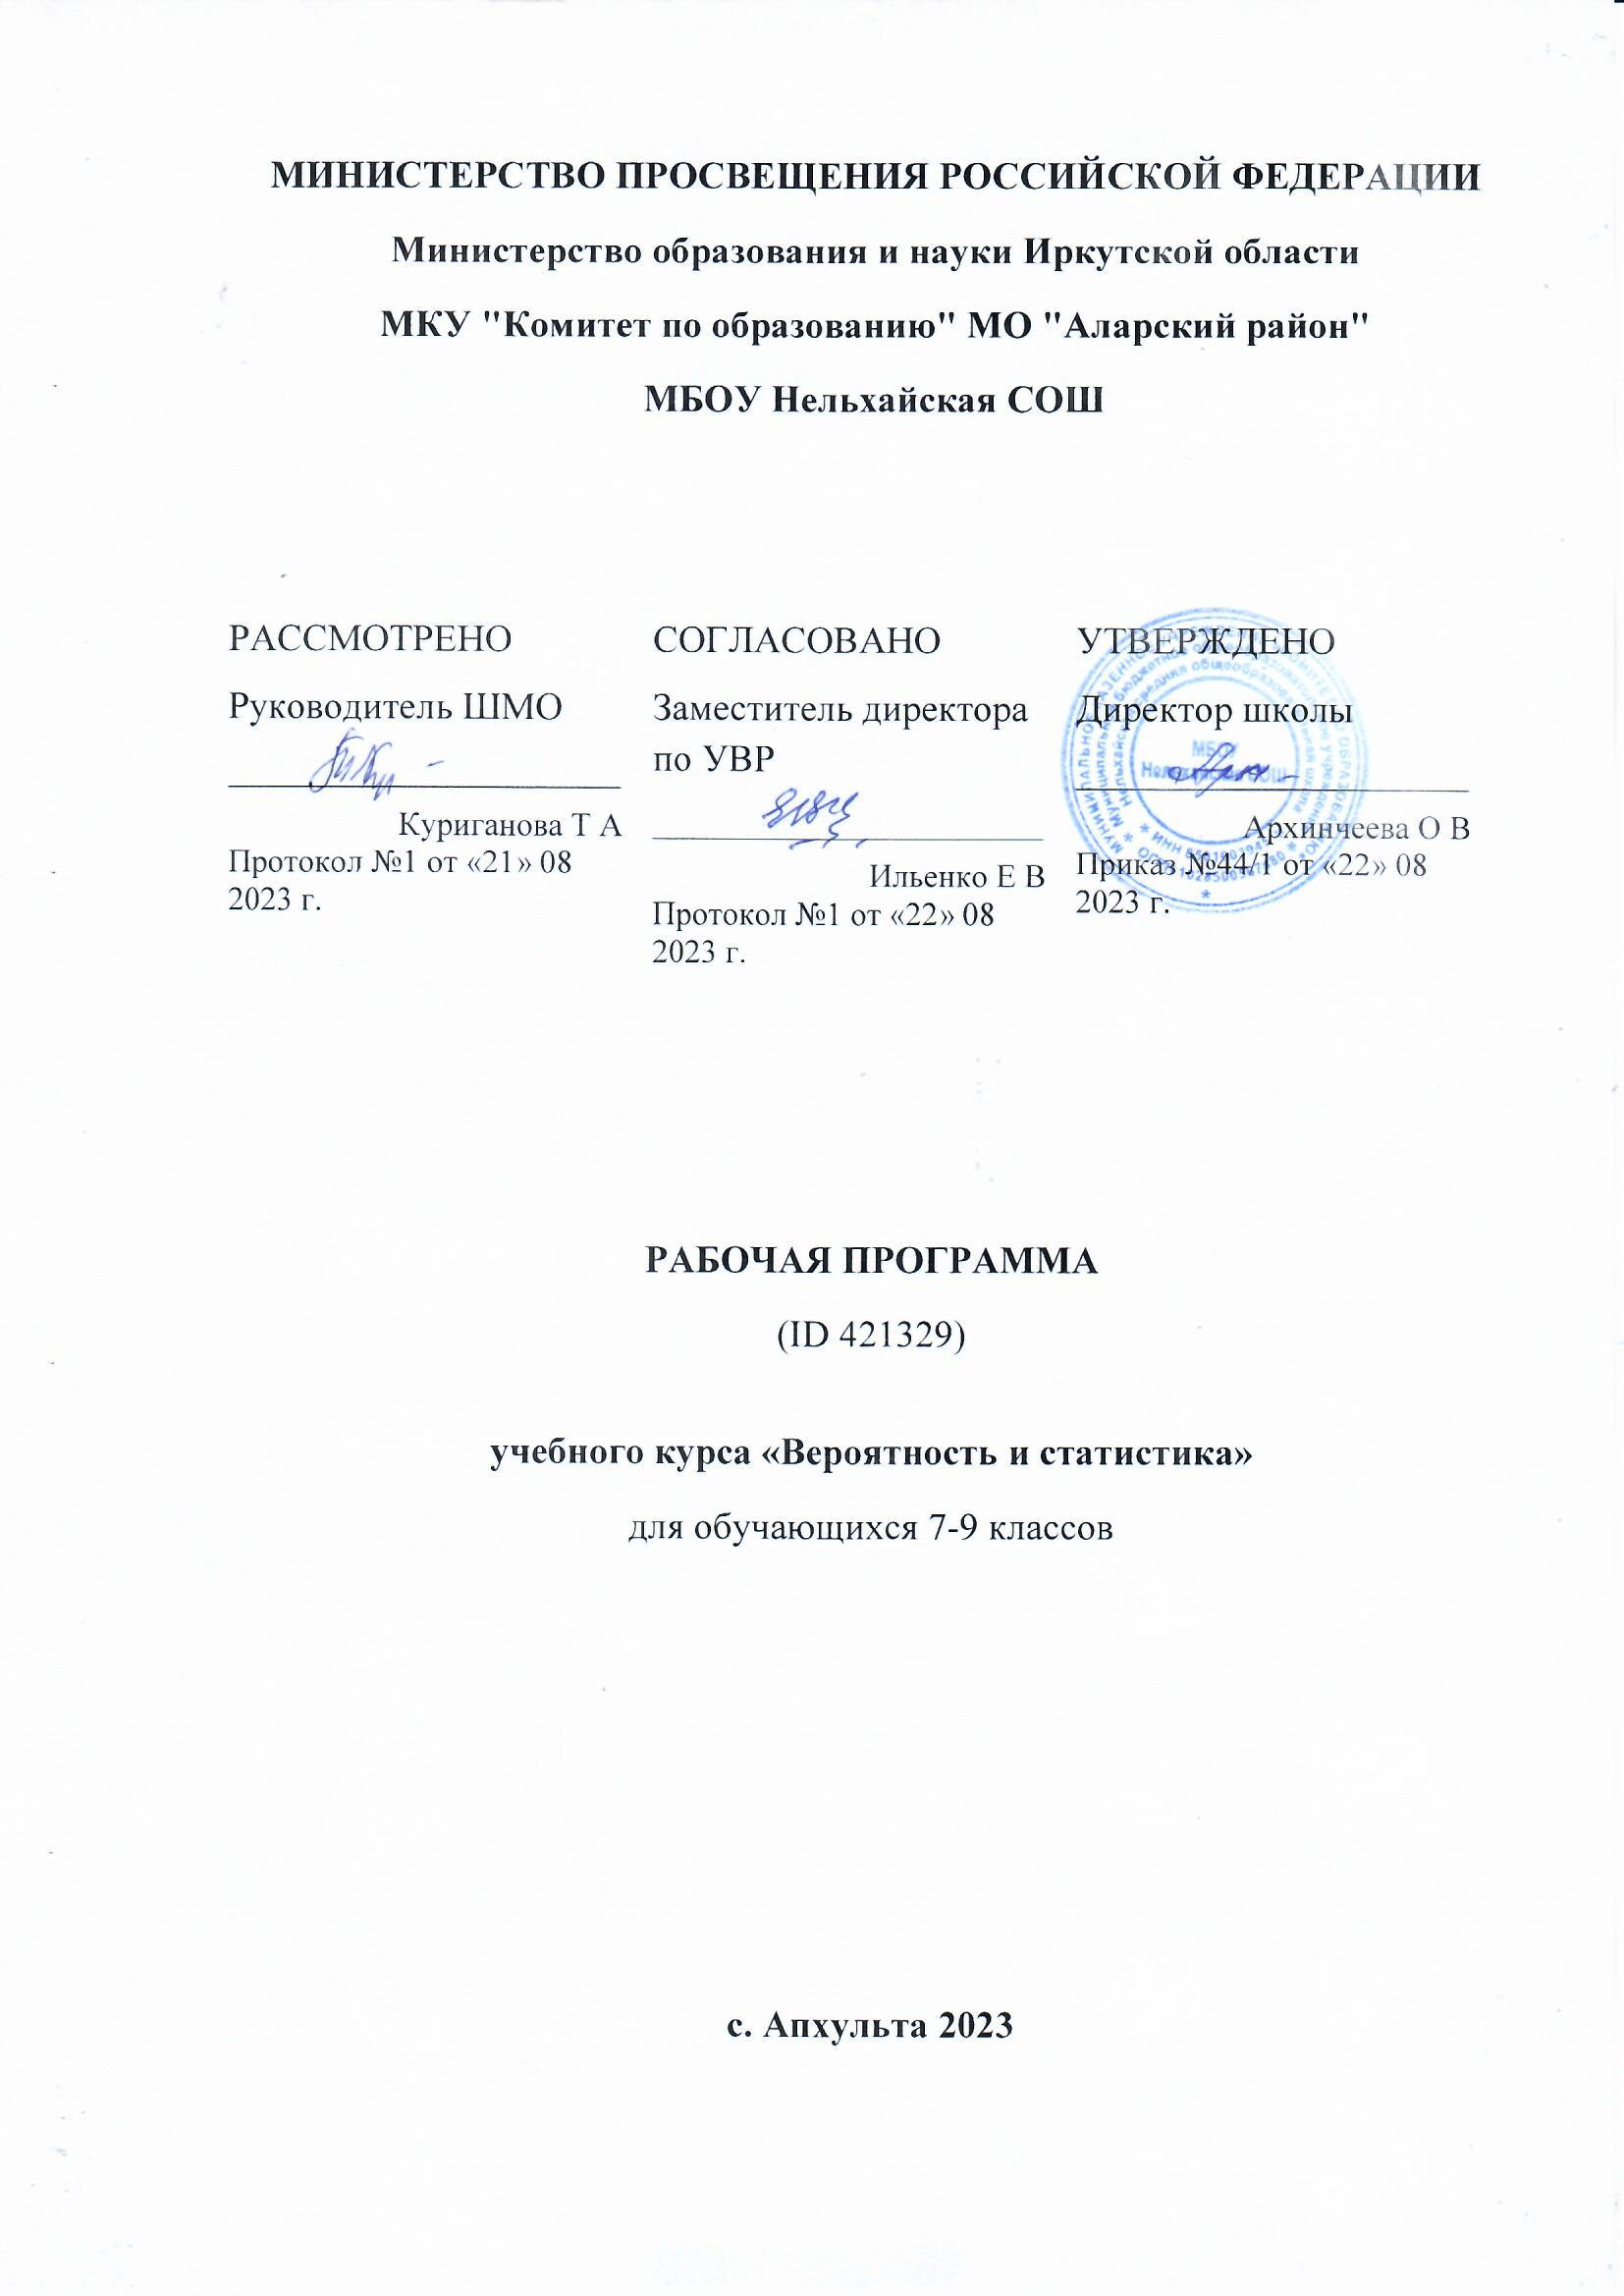 МИНИСТЕРСТВО ПРОСВЕЩЕНИЯ РОССИЙСКОЙ ФЕДЕРАЦИИ
Министерство образования и науки Иркутской области
МКУ "Комитет по образованию" МО "Аларский район"
МБОУ Нельхайская СОШ
РАССМОТРЕНО
Руководитель ШМО
Куриганова Т А
Протокол №1 от «21» 08
2023 г.
СОГЛАСОВАНО
Заместитель директора
по УВР
Ильенко Е В
Протокол №1 от «22» 08
2023 г.
УТВЕРЖДЕНО
Директор школы
Архинчеева О В
Приказ №44/1 от «22» 08
2023 г.
РАБОЧАЯ ПРОГРАММА
(ID 421329)
учебного курса «Вероятность и статистика»
для обучающихся 7-9 классов
с. Апхульта 2023